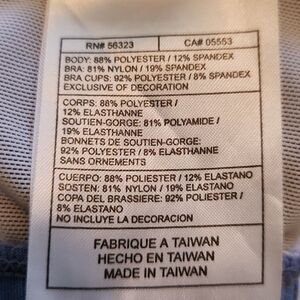 RN# 56323 CA# 05553
BODY: 88% POLYESTER / 12% SPANDEX
BRA: 81% NYLON / 19% SPANDEX
BRA CUPS: 92% POLYESTER / 8% SPANDEX
EXCLUSIVE OF DECORATION
CORPS: 88% POLYESTER /
12% ELASTHANNE
SOUTIEN-GORGE: 81% POLYAMIDE /
19% ELASTHANNE
BONNETS DE SOUTIEN-GORGE:
92% POLYESTER / 8% ELASTHANNE
SANS ORNEMENTS
CUERPO: 88% POLIESTER / 12% ELASTANO
SOSTEN: 81% NYLON / 19% ELASTANO
COPA DEL BRASSIERE: 92% POLIESTER /
8% ELASTANO
NO INCLUYE LA DECORACION
FABRIQUE A TAIWAN
HECHO EN TAIWAN
MADE IN TAIWAN